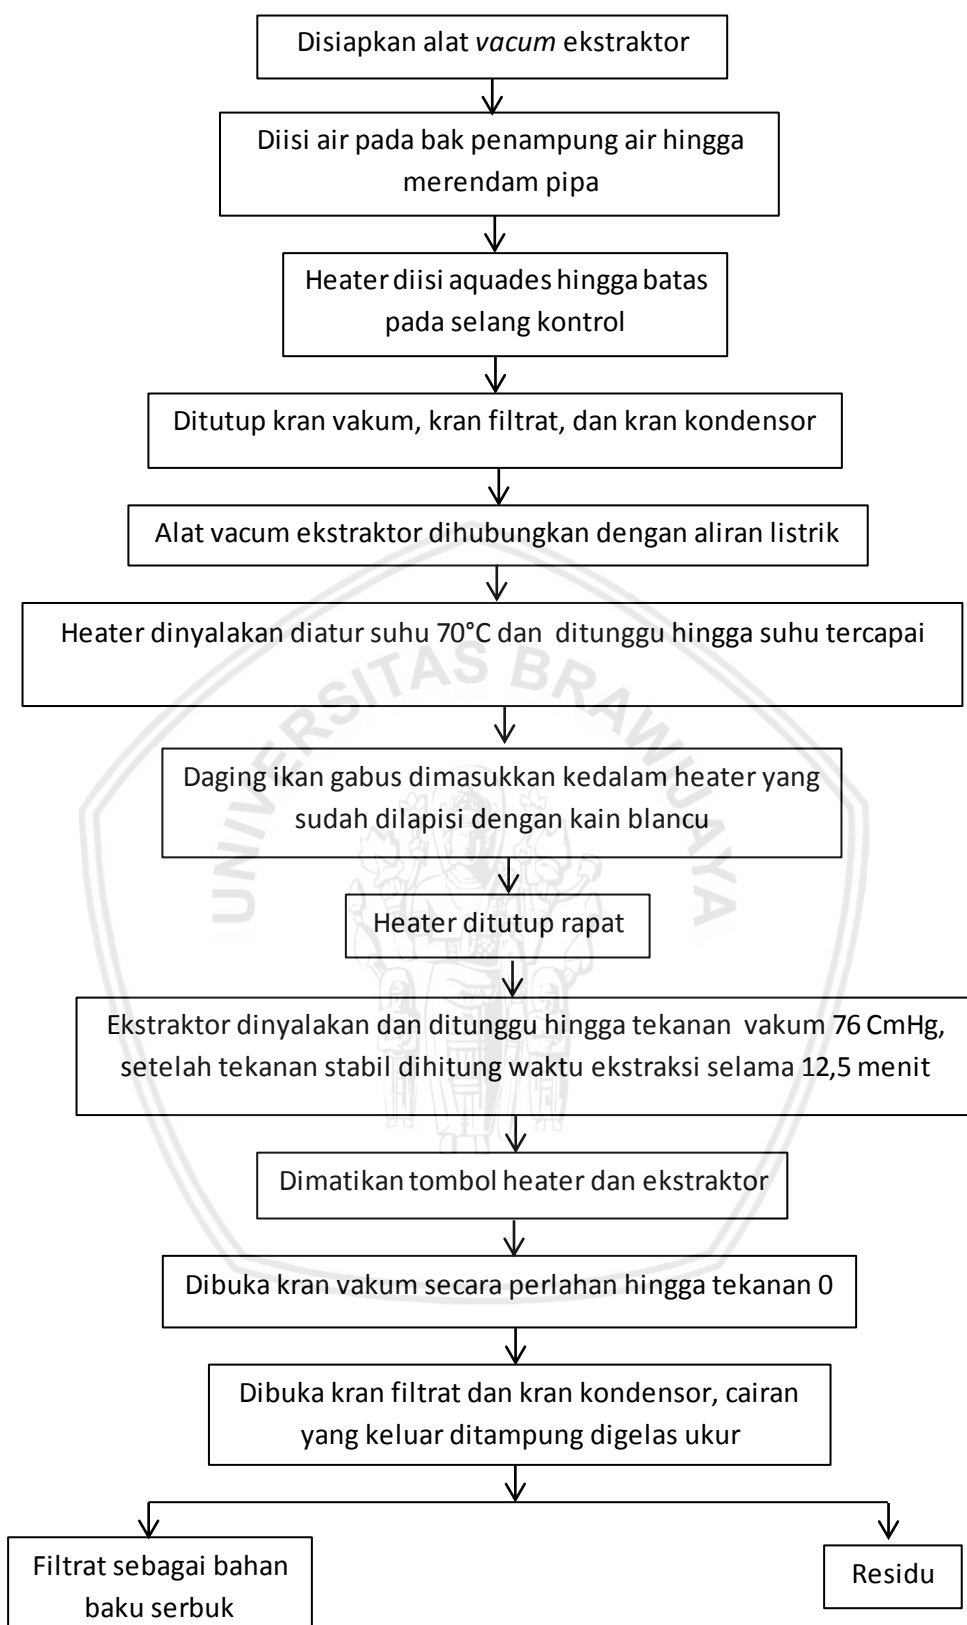 Disiapkan alat vacum ekstraktor
Diisi air pada bak penampung air hingga
merendam pipa
Heater diisi aquades hingga batas
pada selang kontrol
Ditutup kran vakum, kran filtrat, dan kran kondensor
Alat vacum ekstraktor dihubungkan dengan aliran listrik
Heater dinyalakan diatur suhu 70°C dan ditunggu hingga suhu tercapai
UNIVERSITAS BRAWIJAYA
Daging ikan gabus dimasukkan kedalam heater yang
sudah dilapisi dengan kain blancu
Heater ditutup rapat
Ekstraktor dinyalakan dan ditunggu hingga tekanan vakum 76 CmHg,
setelah tekanan stabil dihitung waktu ekstraksi selama 12,5 menit
Dimatikan tombol heater dan ekstraktor
Dibuka kran vakum secara perlahan hingga tekanan 0
Dibuka kran filtrat dan kran kondensor, cairan
yang keluar ditampung digelas ukur
Filtrat sebagai bahan
baku serbuk
Residu